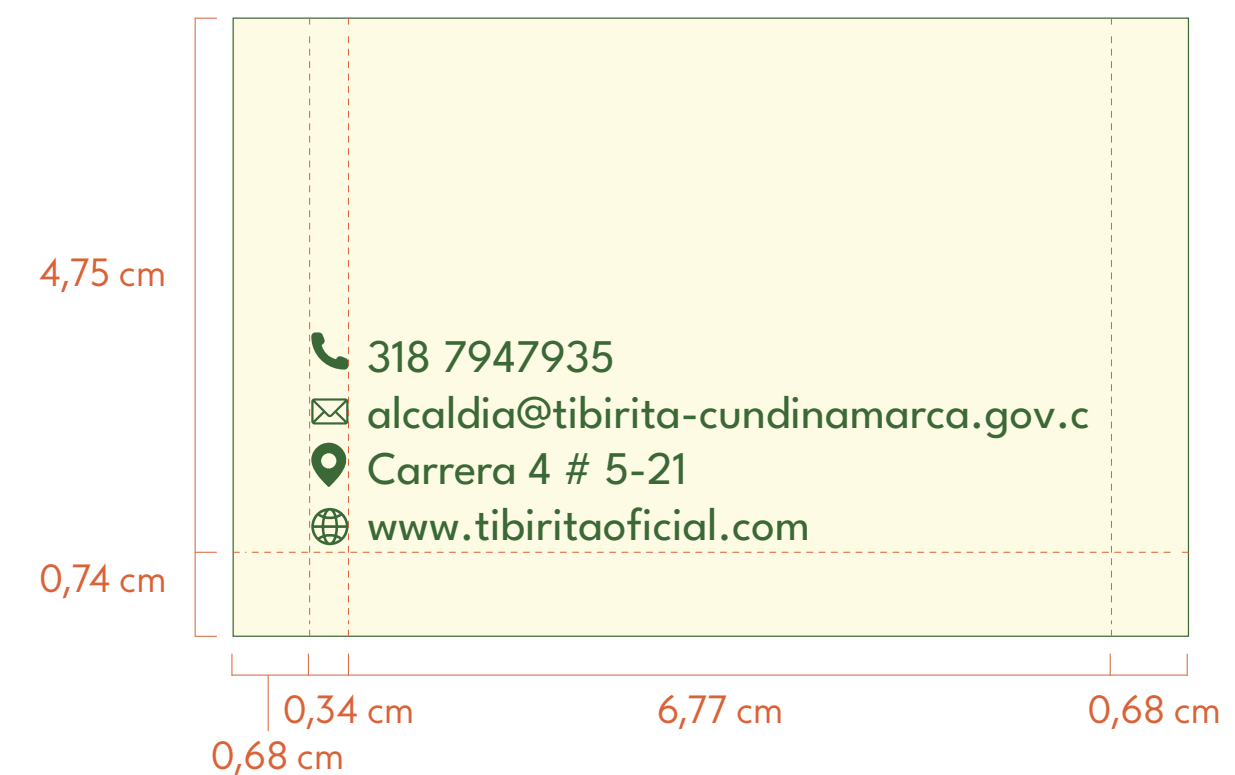 4,75 cm
318 7947935
alcaldia@tibirita-cundinamarca.gov.c
Carrera 4 # 5-21
www.tibiritaoficial.com
0,74 cm
0,34 cm
6,77 cm
0,68 cm
0,68 cm